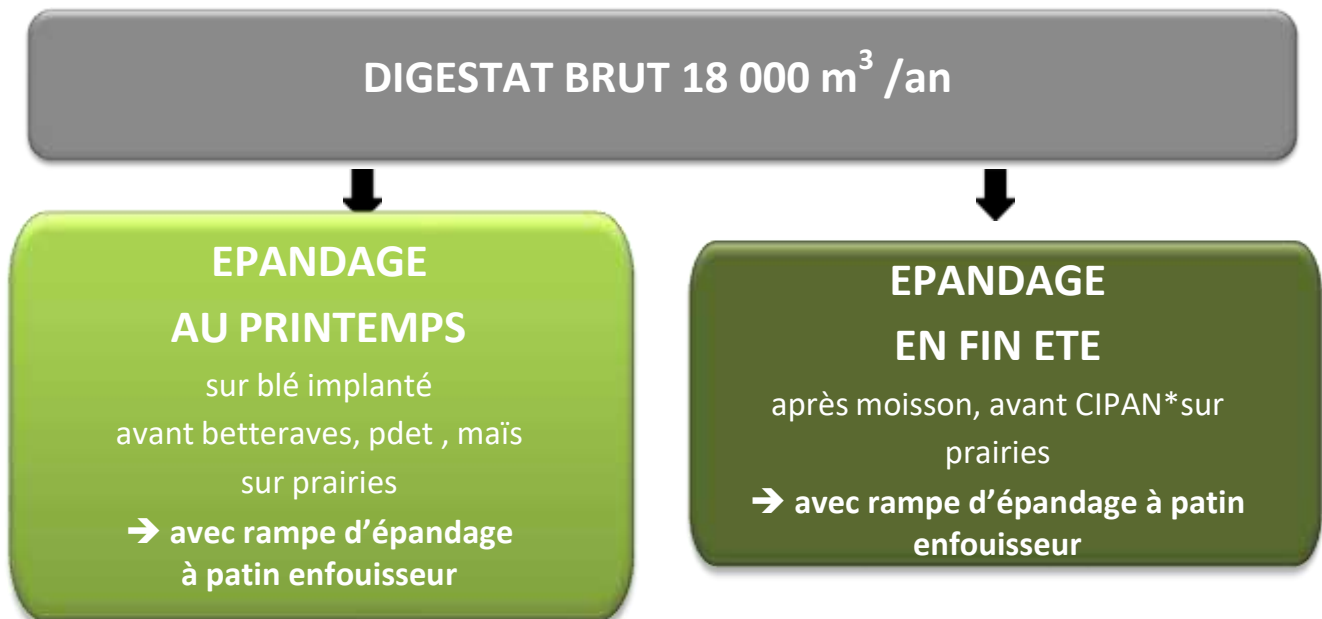 DIGESTAT BRUT 18 000 m³ /an
EPANDAGE
AU PRINTEMPS
sur blé implanté
avant betteraves, pdet , maïs
sur prairies
➔ avec rampe d’épandage
à patin enfouisseur
EPANDAGE
EN FIN ETE
après moisson, avant CIPAN*sur
prairies
➔ avec rampe d’épandage à patin
enfouisseur